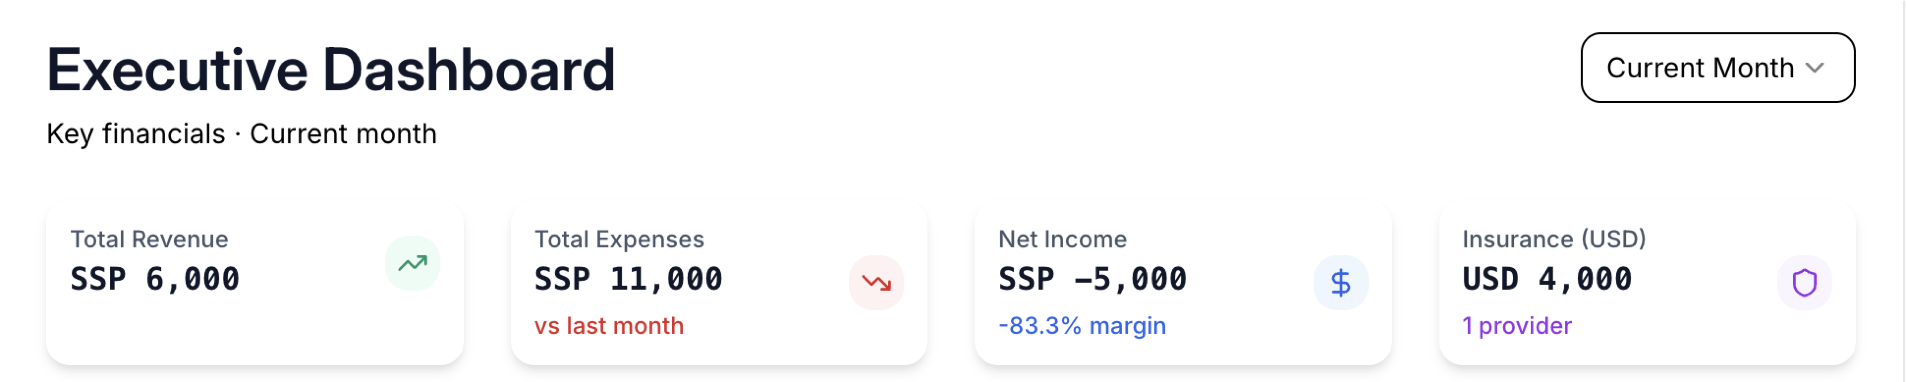 Executive Dashboard
Current Month
Key financials · Current month
Total Revenue
SSP 6,000
Total Expenses
SSP 11,000
vs last month
Net Income
SSP −5,000
-83.3% margin
Insurance (USD)
USD 4,000
1 provider